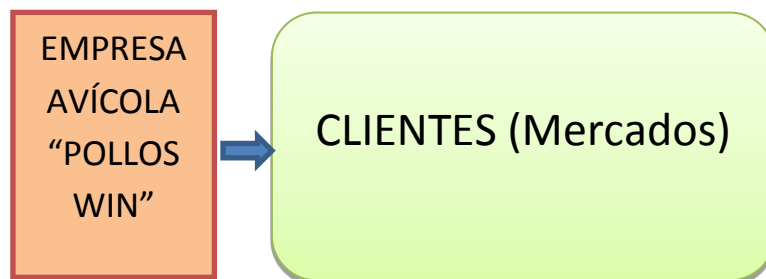 EMPRESA
AVÍCOLA
“POLLOS
WIN”
CLIENTES (Mercados)